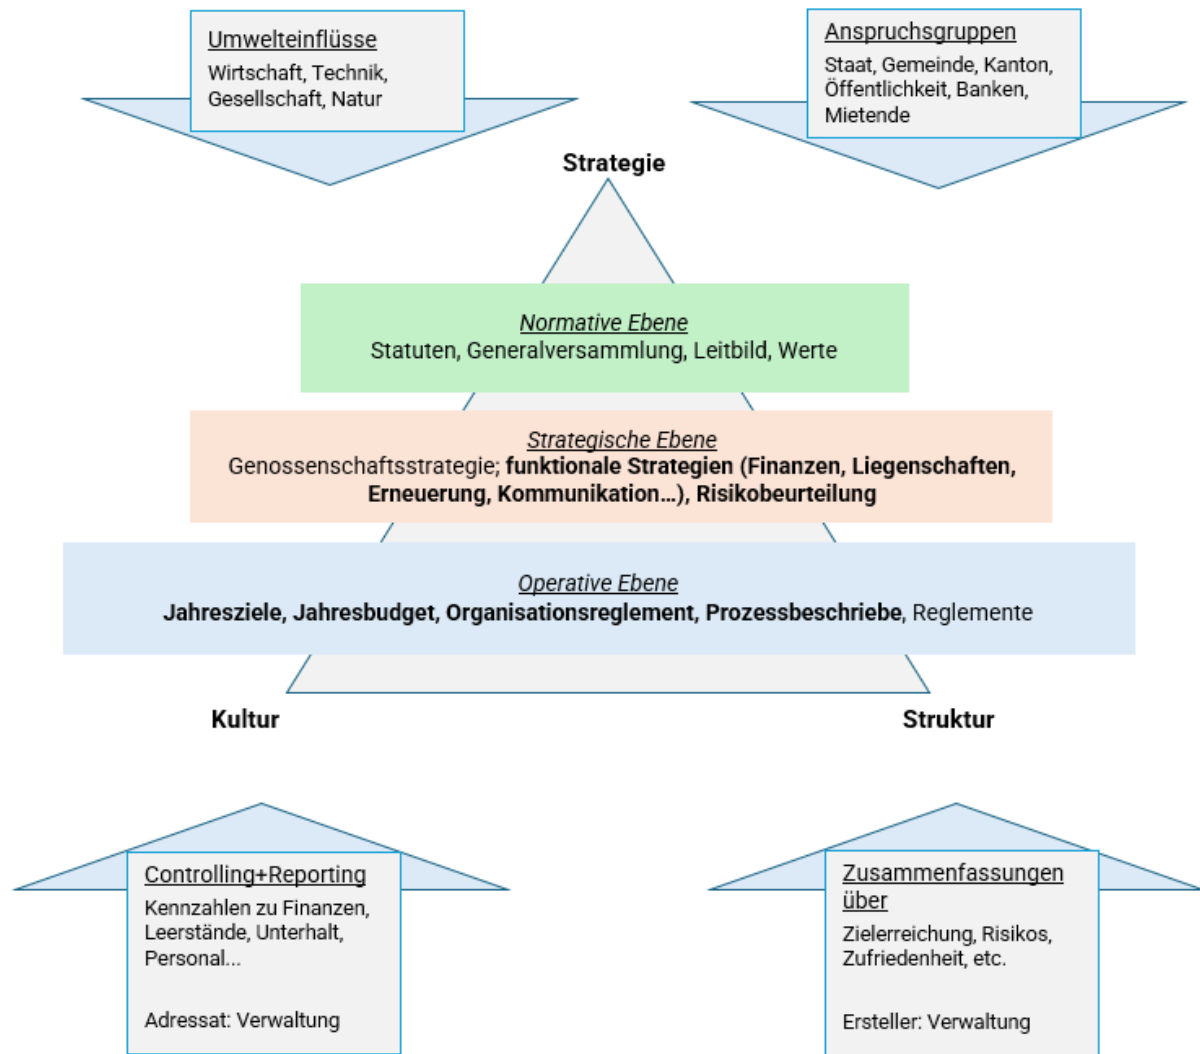 Umwelteinflüsse
Wirtschaft, Technik,
Gesellschaft, Natur
Anspruchsgruppen
Staat, Gemeinde, Kanton,
Öffentlichkeit, Banken,
Mietende
Strategie
Normative Ebene
Statuten, Generalversammlung, Leitbild, Werte
Strategische Ebene
Genossenschaftsstrategie; funktionale Strategien (Finanzen, Liegenschaften,
Erneuerung, Kommunikation…), Risikobeurteilung
Operative Ebene
Jahresziele, Jahresbudget, Organisationsreglement, Prozessbeschriebe, Reglemente
Kultur
Struktur
Controlling+Reporting
Kennzahlen zu Finanzen,
Leerstände, Unterhalt,
Personal...
Adressat: Verwaltung
Zusammenfassungen
über
Zielerreichung, Risikos,
Zufriedenheit, etc.
Ersteller: Verwaltung